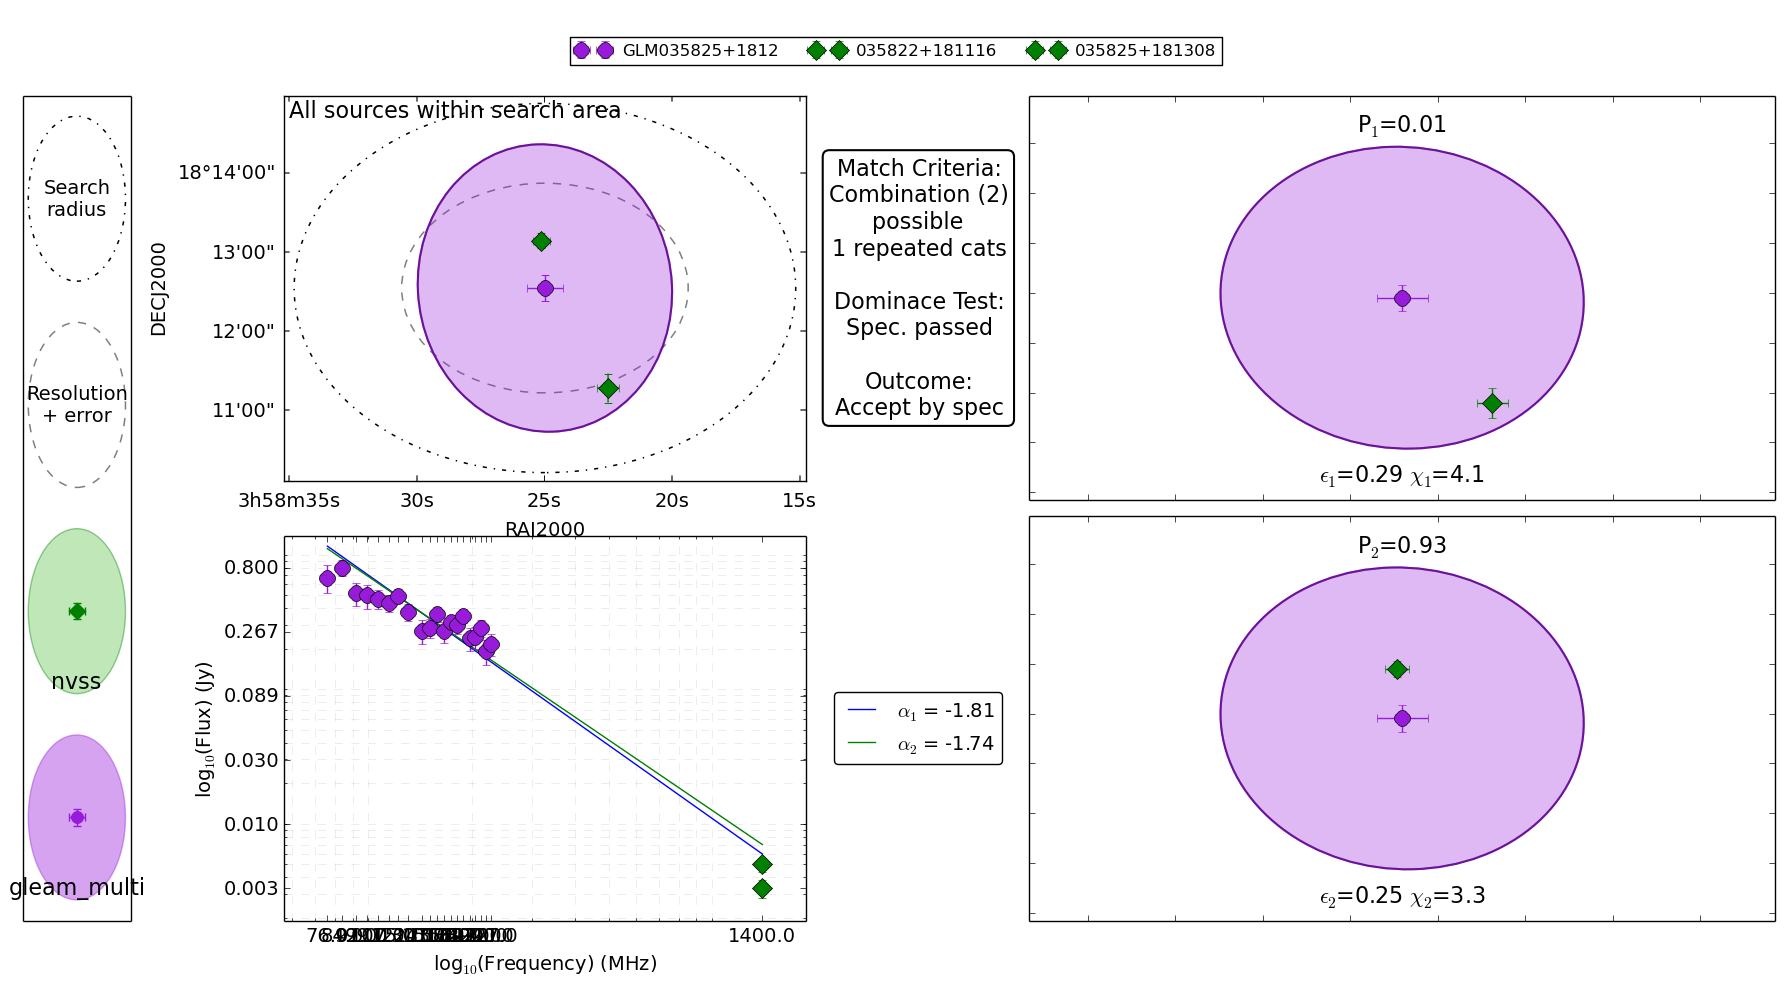 GLM035825+1812 035822+181116 035825+181308
Search
radius
Resolution
+ error
nvss
gleam_multi
All sources within search area
DECJ2000
18°14'00"
13'00"
12'00"
11'00"
3h58m35s 30s 25s 20s 15s
RAJ2000
Match Criteria:
Combination (2)
possible
1 repeated cats
Dominace Test:
Spec. passed
Outcome:
Accept by spec
P1=0.01
ϵ1=0.29 χ1=4.1
P2=0.93
ϵ2=0.25 χ2=3.3
log10(Flux) (Jy)
0.800
0.267
0.089
0.030
0.010
0.003
1400.0
log10(Frequency) (MHz)
α1 = -1.81
α2 = -1.74